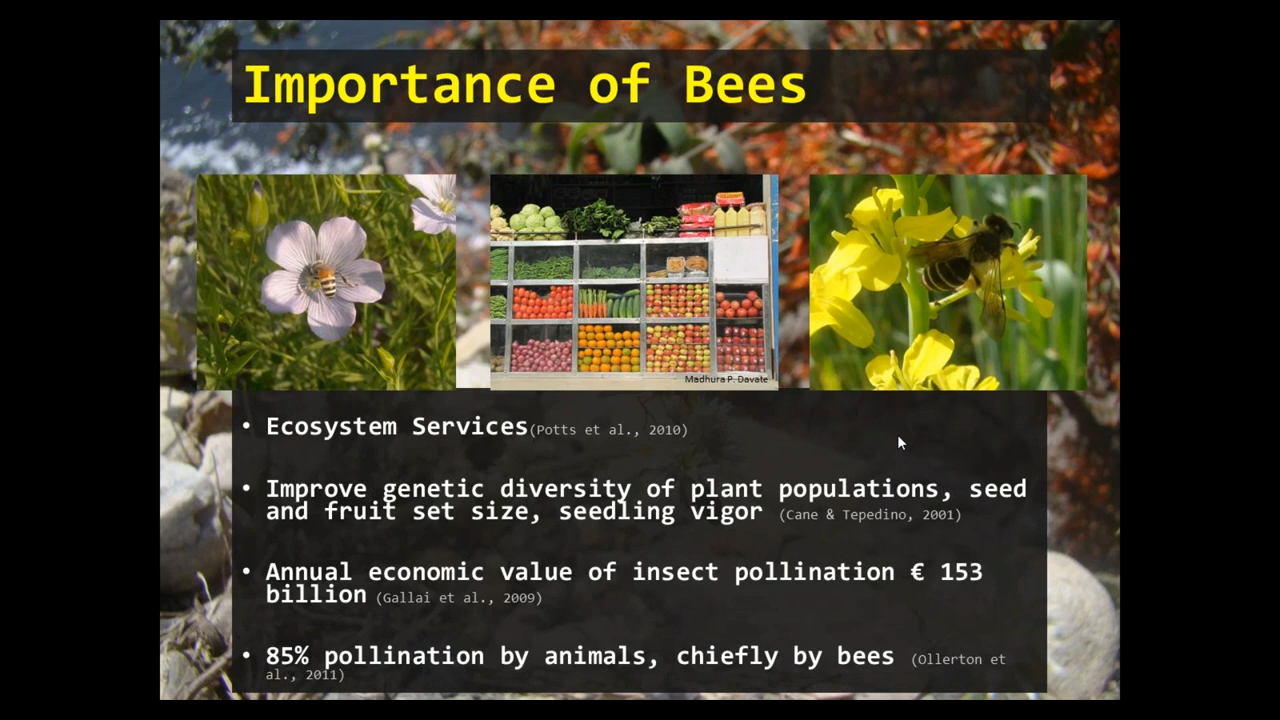 Importance of Bees
Madhura P. Davate
• Ecosystem Services(Potts et al., 2010)
• Improve genetic diversity of plant populations, seed
and fruit set size, seedling vigor (Cane & Tepedino, 2001)
• Annual economic value of insect pollination € 153
billion (Gallai et al., 2009)
• 85% pollination by animals, chiefly by bees (Ollerton et
al., 2011)